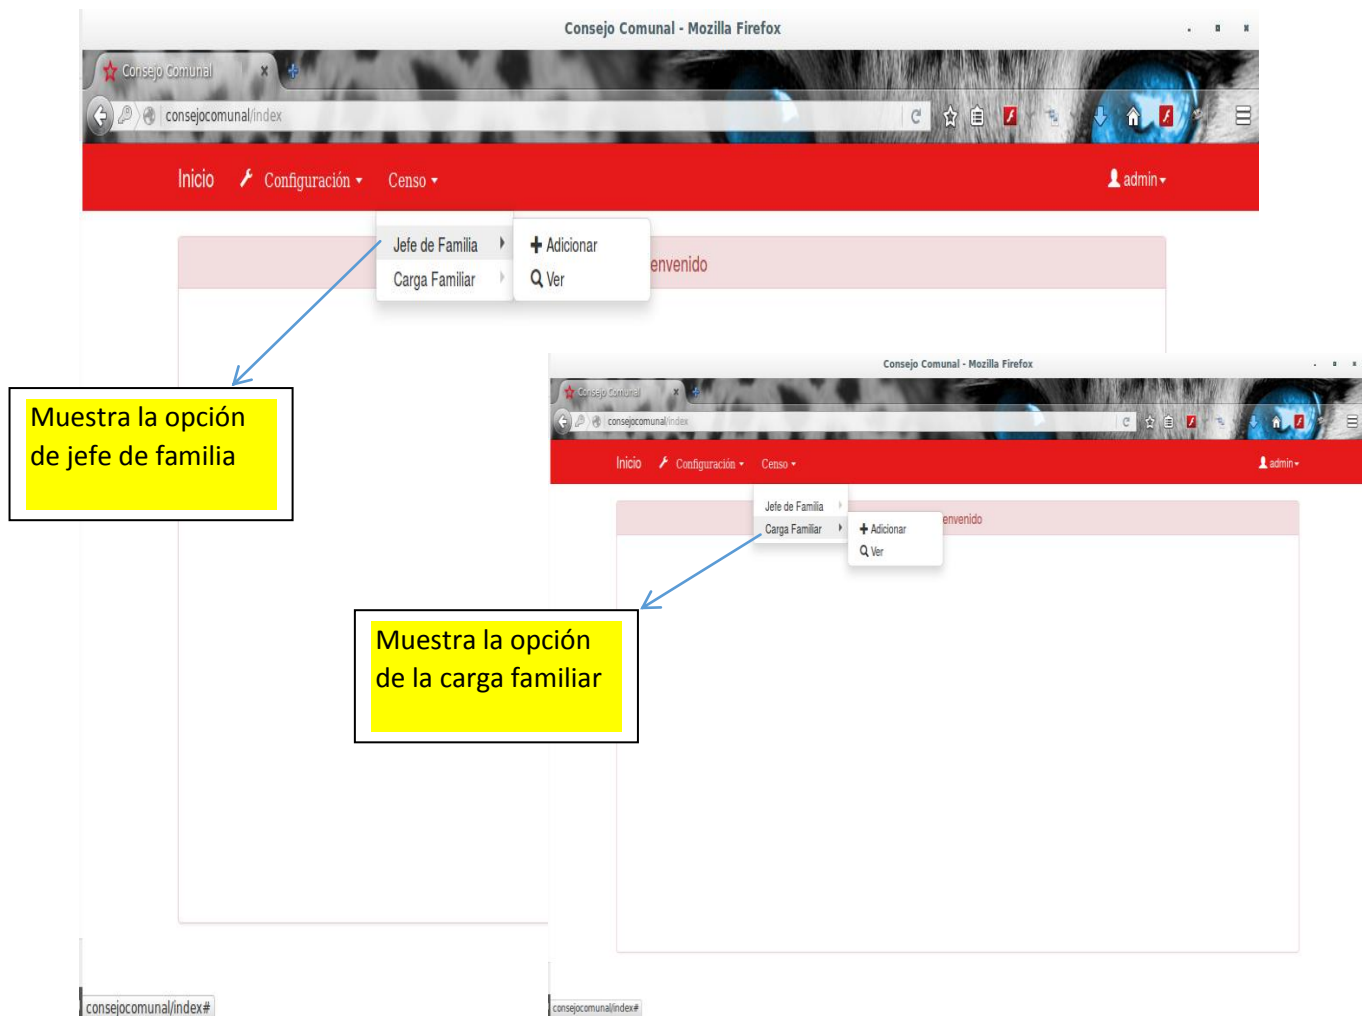 Consejo Comunal - Mozilla Firefox
Consejo Comunal
consejocomunal/index
Inicio Configuración Censo admin
Jefe de Familia Adicionar
Carga Familiar Ver
envenido
Muestra la opción
de jefe de familia
Consejo Comunal - Mozilla Firefox
Consejo Comunal
consejocomunal/index
Inicio Configuración Censo admin
Jefe de Familia
Carga Familiar Adicionar
Ver
envenido
Muestra la opción
de la carga familiar
consejocomunal/index#
consejocomunal/index#